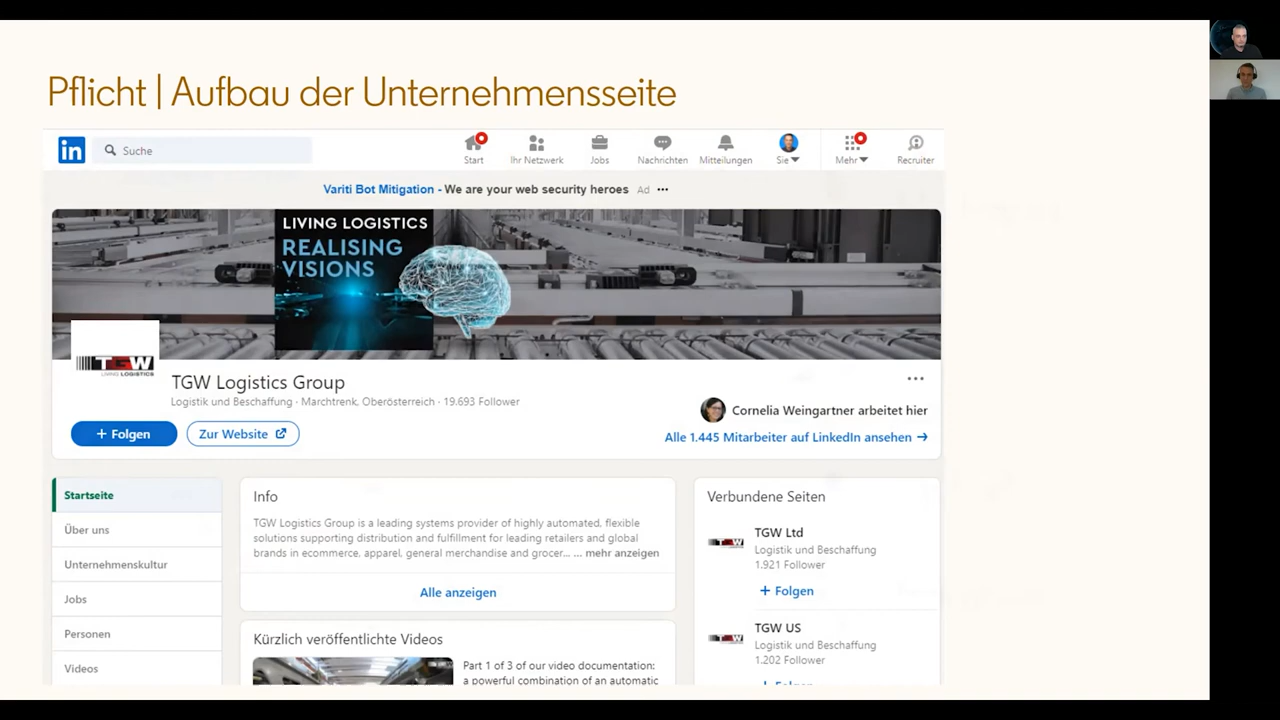 Pflicht | Aufbau der Unternehmensseite
in
Suche
Start
Ihr Netzwerk
Jobs
Nachrichten
Mitteilungen
Sie
Mehr
Recruiter
Variti Bot Mitigation - We are your web security heroes Ad
LIVING LOGISTICS
REALISING
VISIONS
TGW
LIVING LOGISTICS
TGW Logistics Group
Logistik und Beschaffung · Marchtrenk, Oberösterreich · 19.693 Follower
+ Folgen
Zur Website
Cornelia Weingartner arbeitet hier
Alle 1.445 Mitarbeiter auf LinkedIn ansehen →
Startseite
Über uns
Unternehmenskultur
Jobs
Personen
Videos
Info
TGW Logistics Group is a leading systems provider of highly automated, flexible
solutions supporting distribution and fulfillment for leading retailers and global
brands in ecommerce, apparel, general merchandise and grocer... ... mehr anzeigen
Alle anzeigen
Kürzlich veröffentlichte Videos
Part 1 of 3 of our video documentation:
a powerful combination of an automatic
Verbundene Seiten
TGW Ltd
Logistik und Beschaffung
1.921 Follower
+ Folgen
TGW US
Logistik und Beschaffung
1.202 Follower